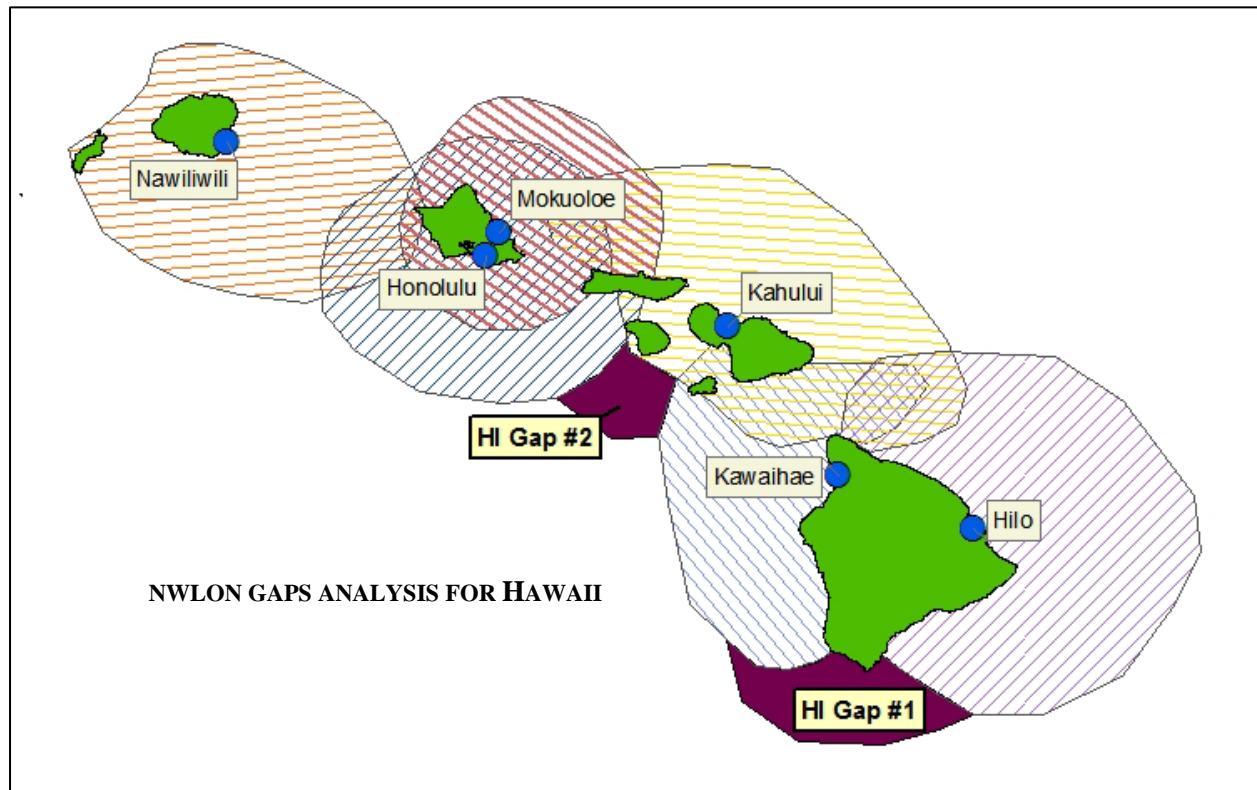 Nawiliwili
Mokuoloe
Honolulu
Kahului
HI Gap #2
Kawaihae
Hilo
NWLON GAPS ANALYSIS FOR HAWAII
HI Gap #1